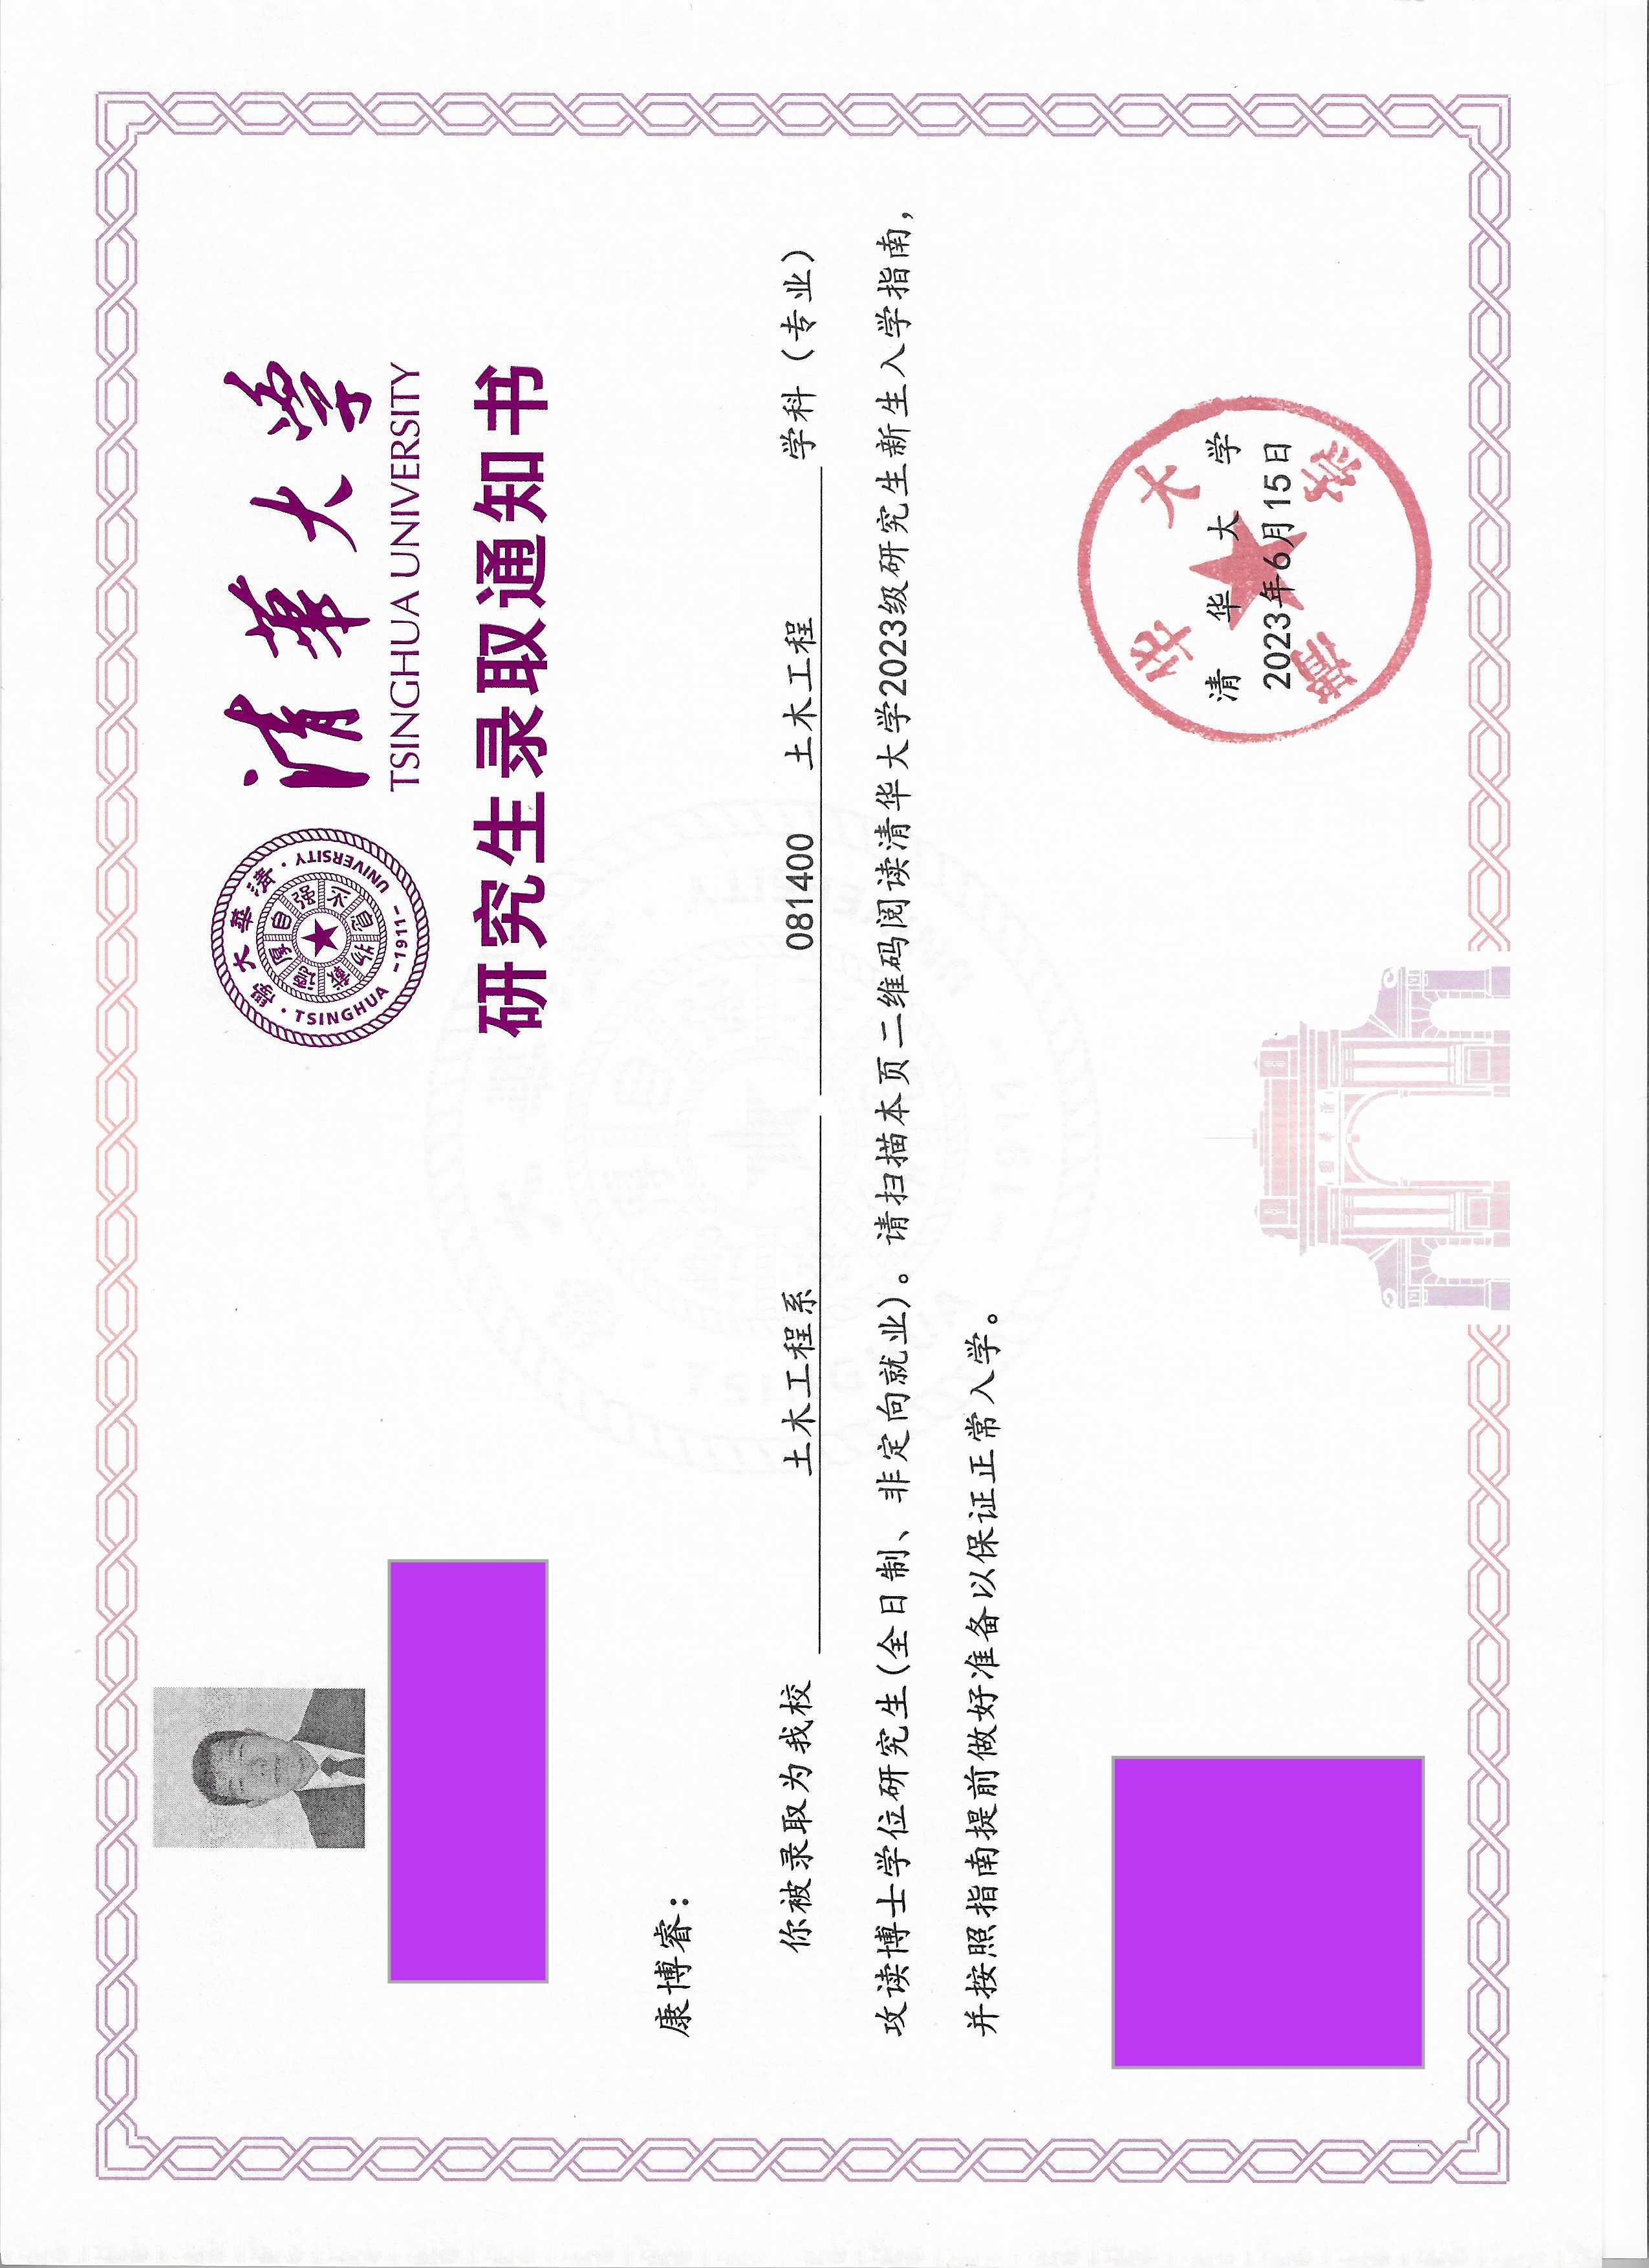 清華大學
自强不息
厚德载物
TSINGHUA UNIVERSITY
-1911-
清華大学
TSINGHUA UNIVERSITY
研究生录取通知书
康博睿：
你被录取为我校 土木工程系 081400 土木工程 学科（专业）
攻读博士学位研究生(全日制、非定向就业)。请扫描本页二维码阅读清华大学2023级研究生新生入学指南，
并按照指南提前做好准备以保证正常入学。
清华大学
清华大学
2023年6月15日
清華園